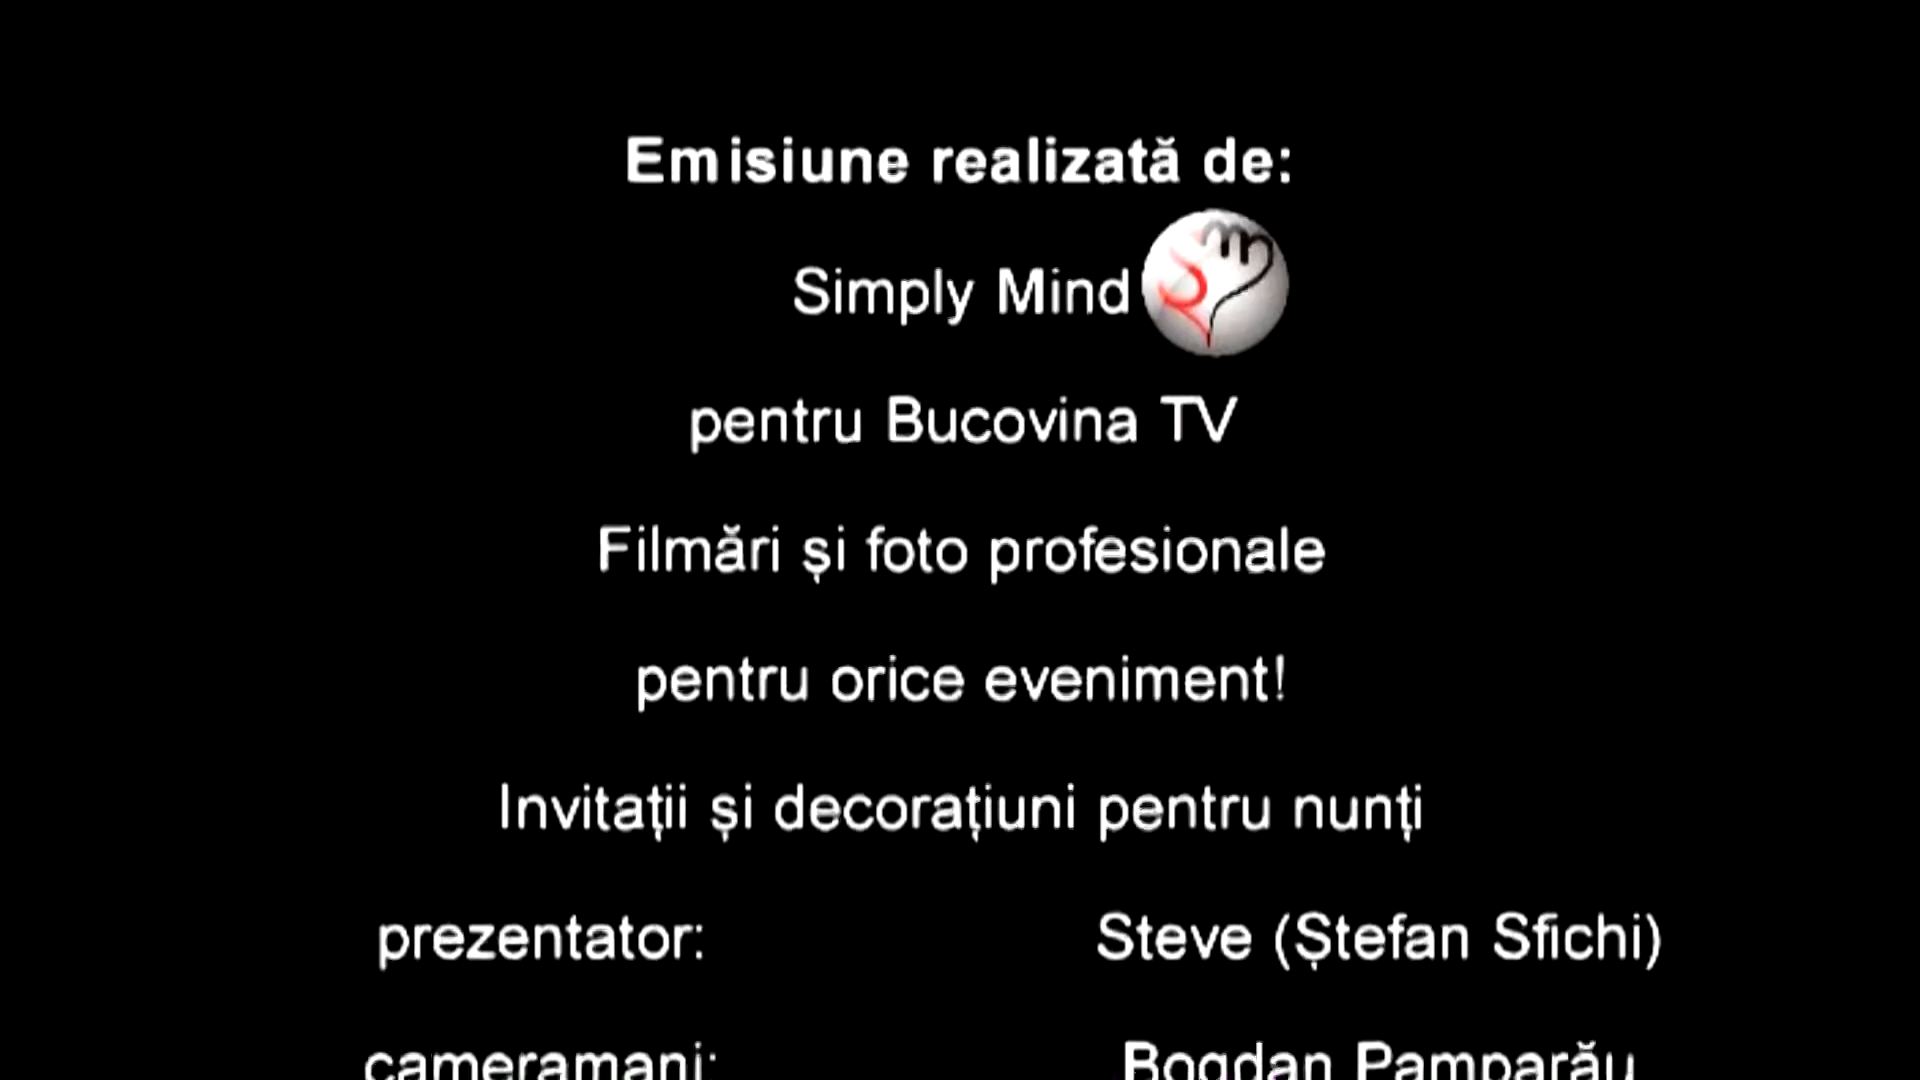 Emisiune realizată de:
Simply Mind
pentru Bucovina TV
Filmări și foto profesionale
pentru orice eveniment!
Invitații și decorațiuni pentru nunți
prezentator: Steve (Ștefan Sfichi)
cameramani: Bogdan Pamparău